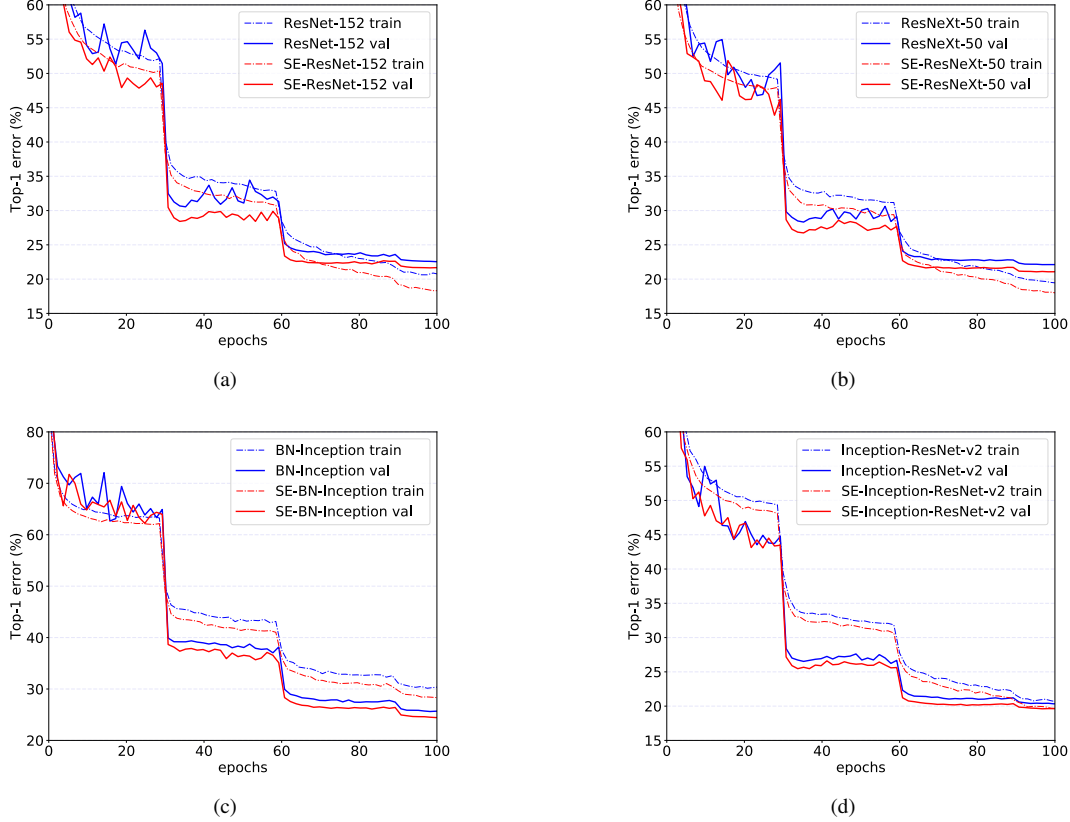 60
55
50
45
40
35
30
25
20
15
Top-1 error (%)
0 20 40 60 80 100
epochs
ResNet-152 train
ResNet-152 val
SE-ResNet-152 train
SE-ResNet-152 val
(a)
60
55
50
45
40
35
30
25
20
15
Top-1 error (%)
0 20 40 60 80 100
epochs
ResNeXt-50 train
ResNeXt-50 val
SE-ResNeXt-50 train
SE-ResNeXt-50 val
(b)
80
70
60
50
40
30
20
Top-1 error (%)
0 20 40 60 80 100
epochs
BN-Inception train
BN-Inception val
SE-BN-Inception train
SE-BN-Inception val
(c)
60
55
50
45
40
35
30
25
20
15
Top-1 error (%)
0 20 40 60 80 100
epochs
Inception-ResNet-v2 train
Inception-ResNet-v2 val
SE-Inception-ResNet-v2 train
SE-Inception-ResNet-v2 val
(d)